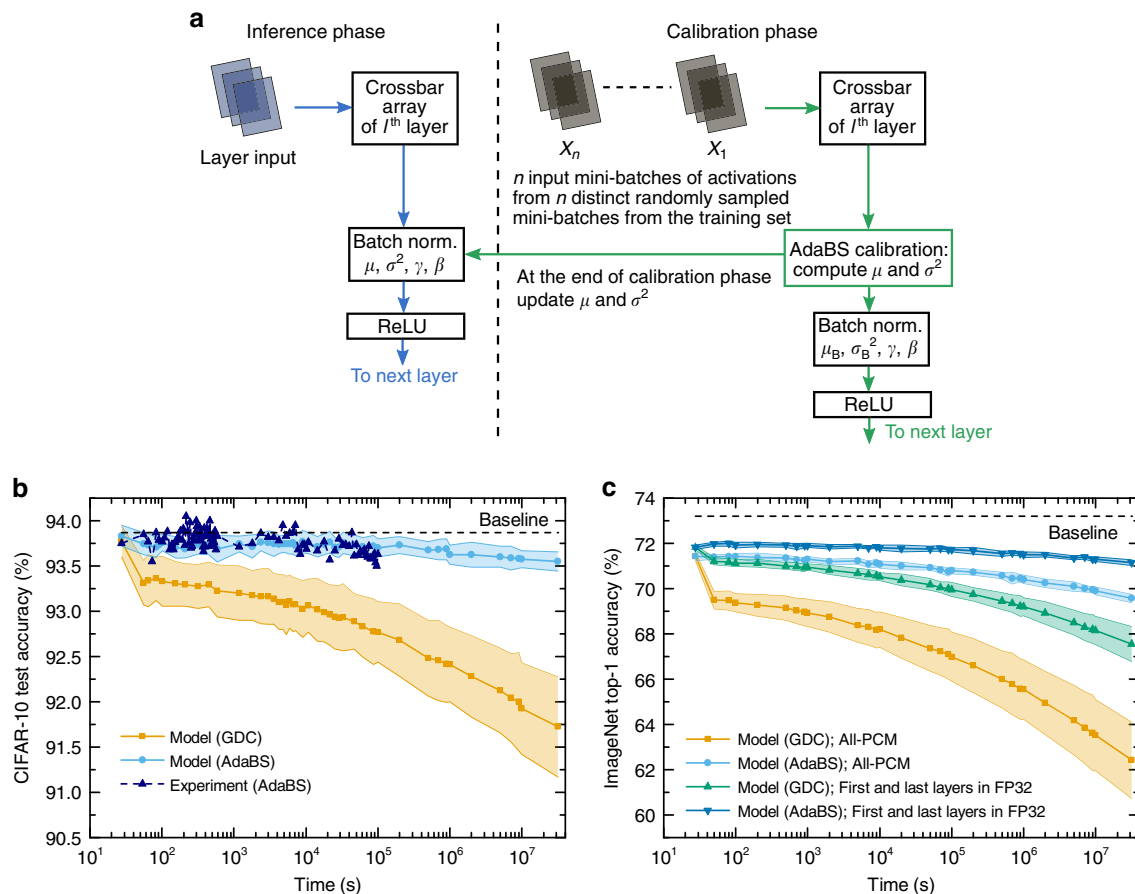 a
Inference phase
Calibration phase
Layer input
Crossbar
array
of lth layer
Xn
X1
Crossbar
array
of lth layer
n input mini-batches of activations
from n distinct randomly sampled
mini-batches from the training set
Batch norm.
μ, σ², γ, β
AdaBS calibration:
compute μ and σ²
At the end of calibration phase
update μ and σ²
ReLU
To next layer
Batch norm.
μB, σB², γ, β
ReLU
To next layer
b
CIFAR-10 test accuracy (%)
94.0
93.5
93.0
92.5
92.0
91.5
91.0
90.5
Baseline
Model (GDC)
Model (AdaBS)
Experiment (AdaBS)
10¹ 10² 10³ 10⁴ 10⁵ 10⁶ 10⁷
Time (s)
c
ImageNet top-1 accuracy (%)
74
72
70
68
66
64
62
60
Baseline
Model (GDC); All-PCM
Model (AdaBS); All-PCM
Model (GDC); First and last layers in FP32
Model (AdaBS); First and last layers in FP32
10¹ 10² 10³ 10⁴ 10⁵ 10⁶ 10⁷
Time (s)